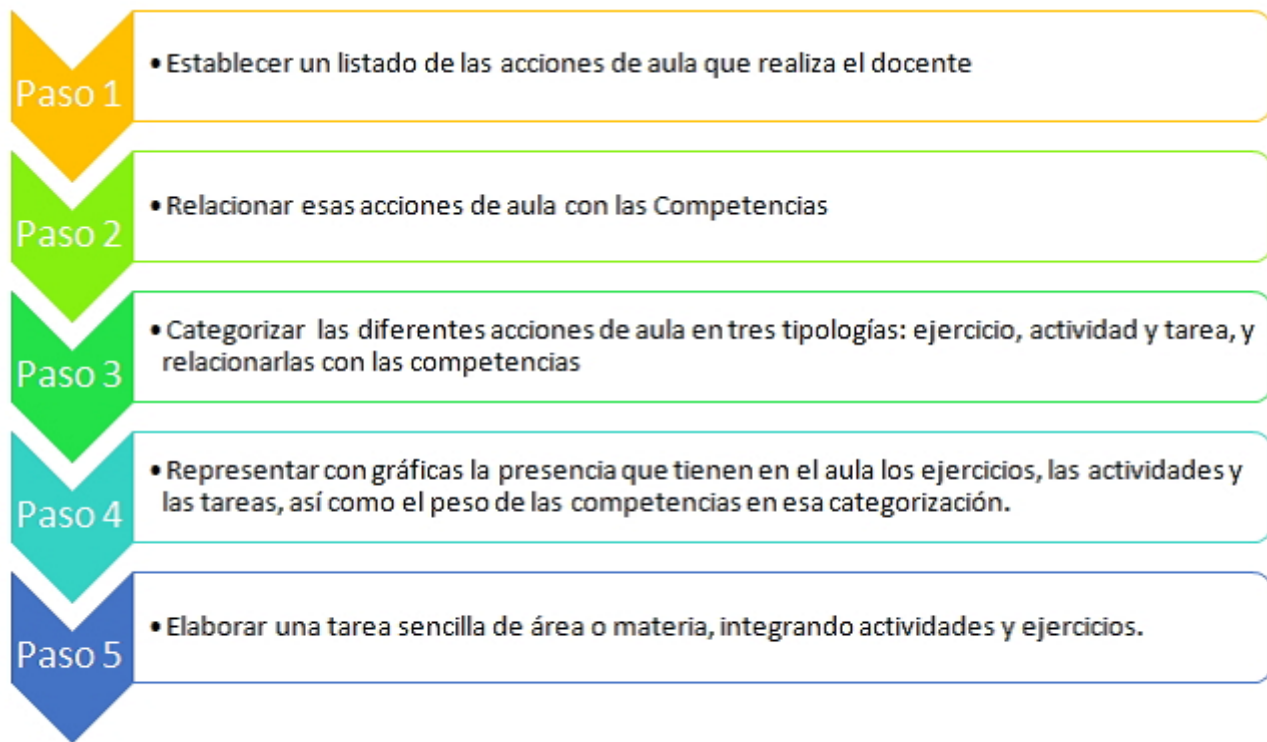 Paso 1
• Establecer un listado de las acciones de aula que realiza el docente
Paso 2
• Relacionar esas acciones de aula con las Competencias
Paso 3
• Categorizar las diferentes acciones de aula en tres tipologías: ejercicio, actividad y tarea, y
relacionarlas con las competencias
Paso 4
• Representar con gráficas la presencia que tienen en el aula los ejercicios, las actividades y
las tareas, así como el peso de las competencias en esa categorización.
Paso 5
• Elaborar una tarea sencilla de área o materia, integrando actividades y ejercicios.